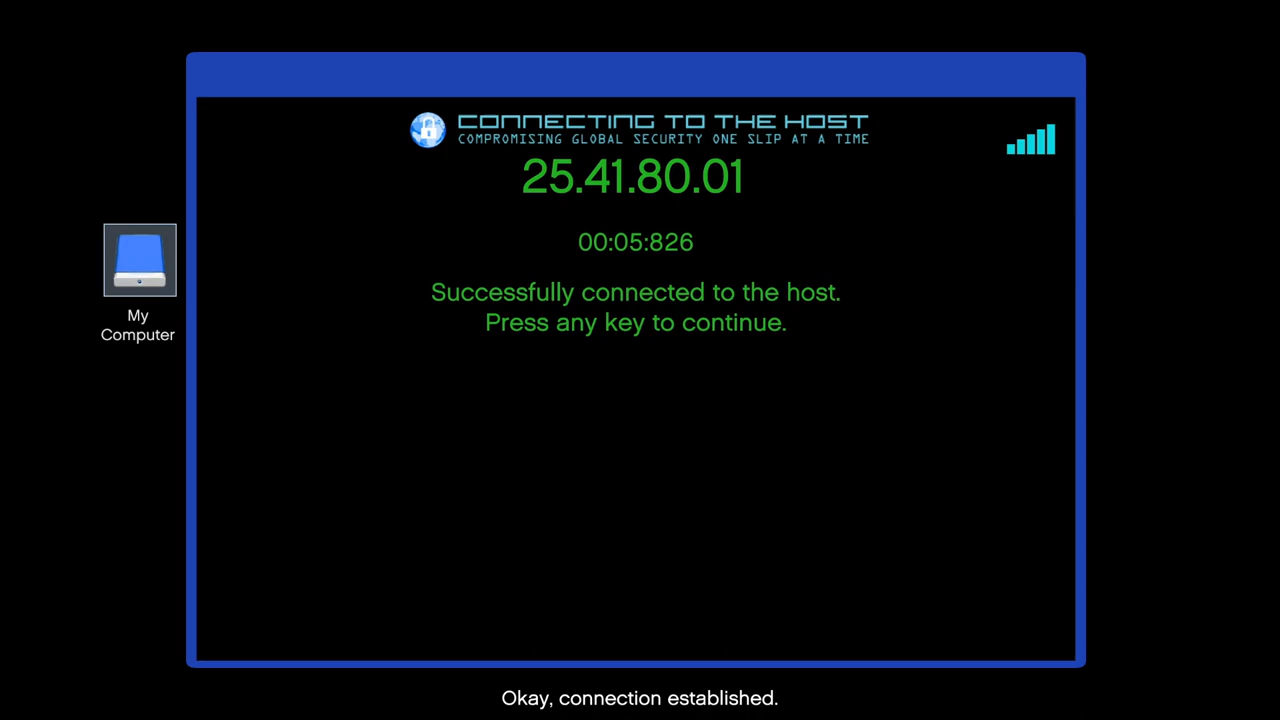 CONNECTING TO THE HOST
COMPROMISING GLOBAL SECURITY ONE SLIP AT A TIME
25.41.80.01
00:05:826
Successfully connected to the host.
Press any key to continue.
My
Computer
Okay, connection established.